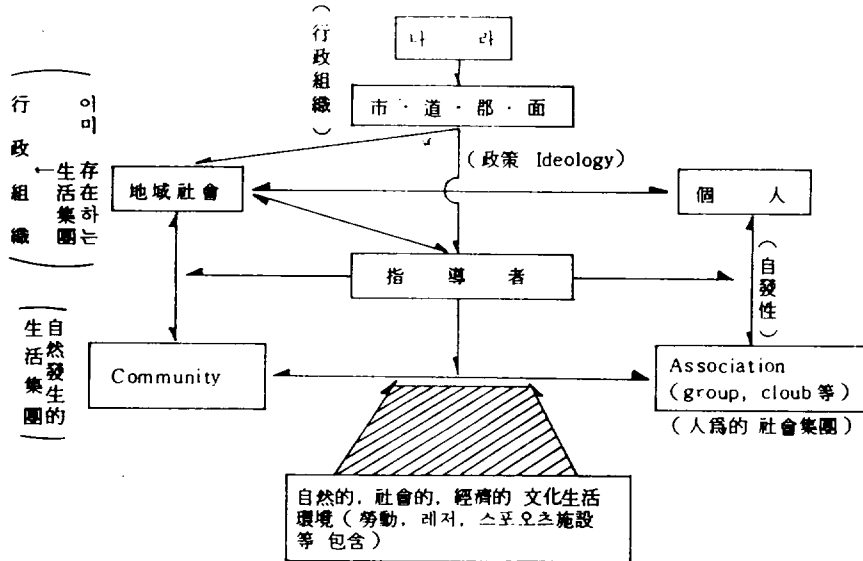 나 라
(行政組織)
市·道·郡·面
(政策 Ideology)
(이미 存在하는
生活集團
↑
行政組織)
地域社會
個 人
指 導 者
(自發性)
(自然發生的
生活集團)
Community
Association
(group, cloub 等)
(人爲的 社會集團)
自然的, 社會的, 經濟的 文化生活
環境 ( 勞動, 레저, 스포오츠施設
等 包含)